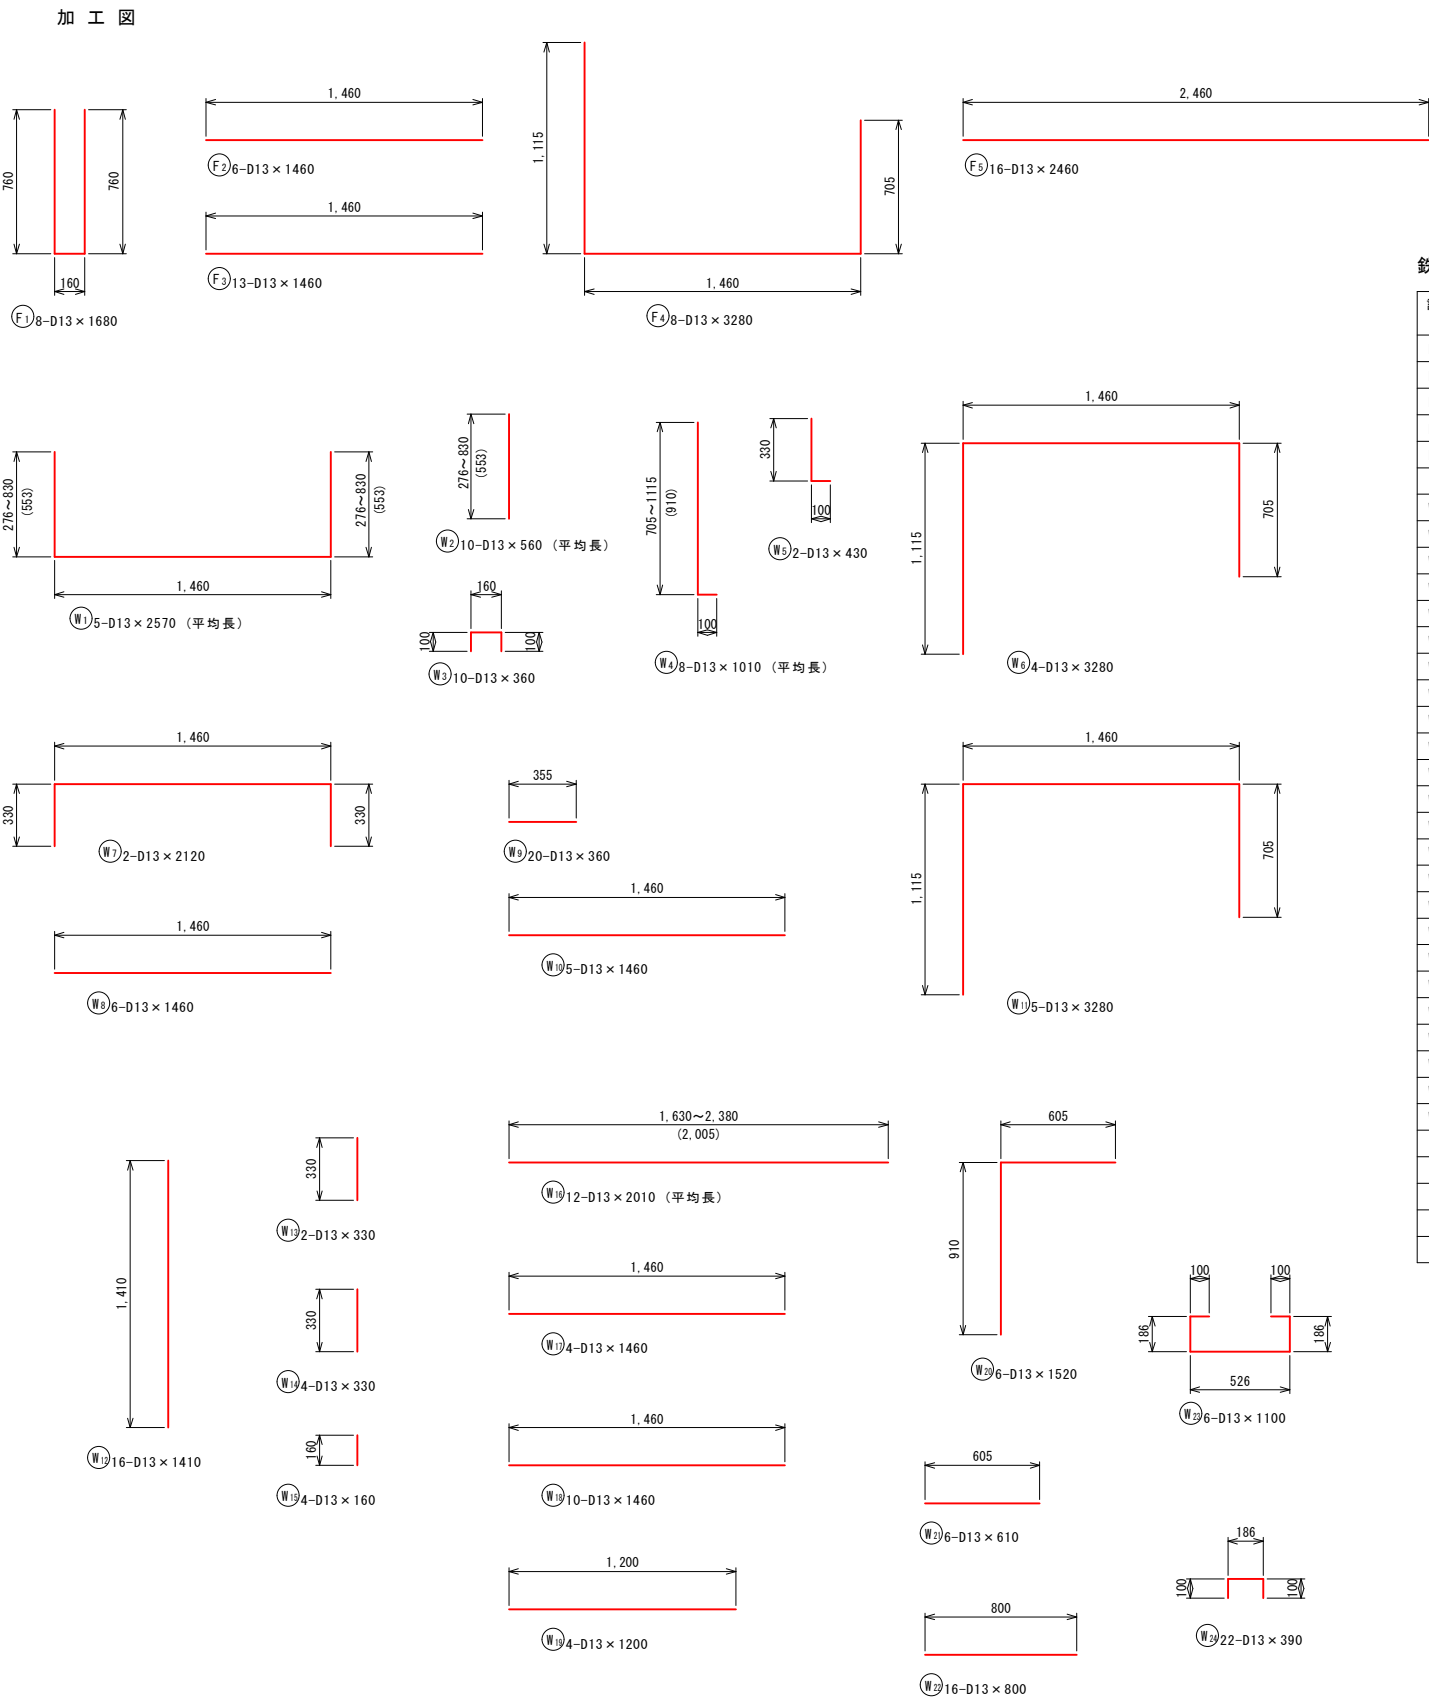 加工図
1,460
2,460
760
760
1,115
705
F2 6-D13×1460
F5 16-D13×2460
1,460
160
F3 13-D13×1460
1,460
F1 8-D13×1680
F4 8-D13×3280
鉄
276~830
(553)
276~830
(553)
1,460
W1 5-D13×2570 (平均長)
276~830
(553)
W2 10-D13×560 (平均長)
160
100
100
W3 10-D13×360
705~1115
(910)
100
W4 8-D13×1010 (平均長)
330
100
W5 2-D13×430
1,460
1,115
705
W6 4-D13×3280
1,460
330
330
W7 2-D13×2120
1,460
W8 6-D13×1460
355
W9 20-D13×360
1,460
W10 5-D13×1460
1,460
1,115
705
W11 5-D13×3280
1,410
W12 16-D13×1410
330
W13 2-D13×330
330
W14 4-D13×330
160
W15 4-D13×160
1,630~2,380
(2,005)
W16 12-D13×2010 (平均長)
1,460
W17 4-D13×1460
1,460
W18 10-D13×1460
1,200
W19 4-D13×1200
605
910
W20 6-D13×1520
605
W21 6-D13×610
800
W22 16-D13×800
100
100
186
186
526
W23 6-D13×1100
186
100
100
W24 22-D13×390